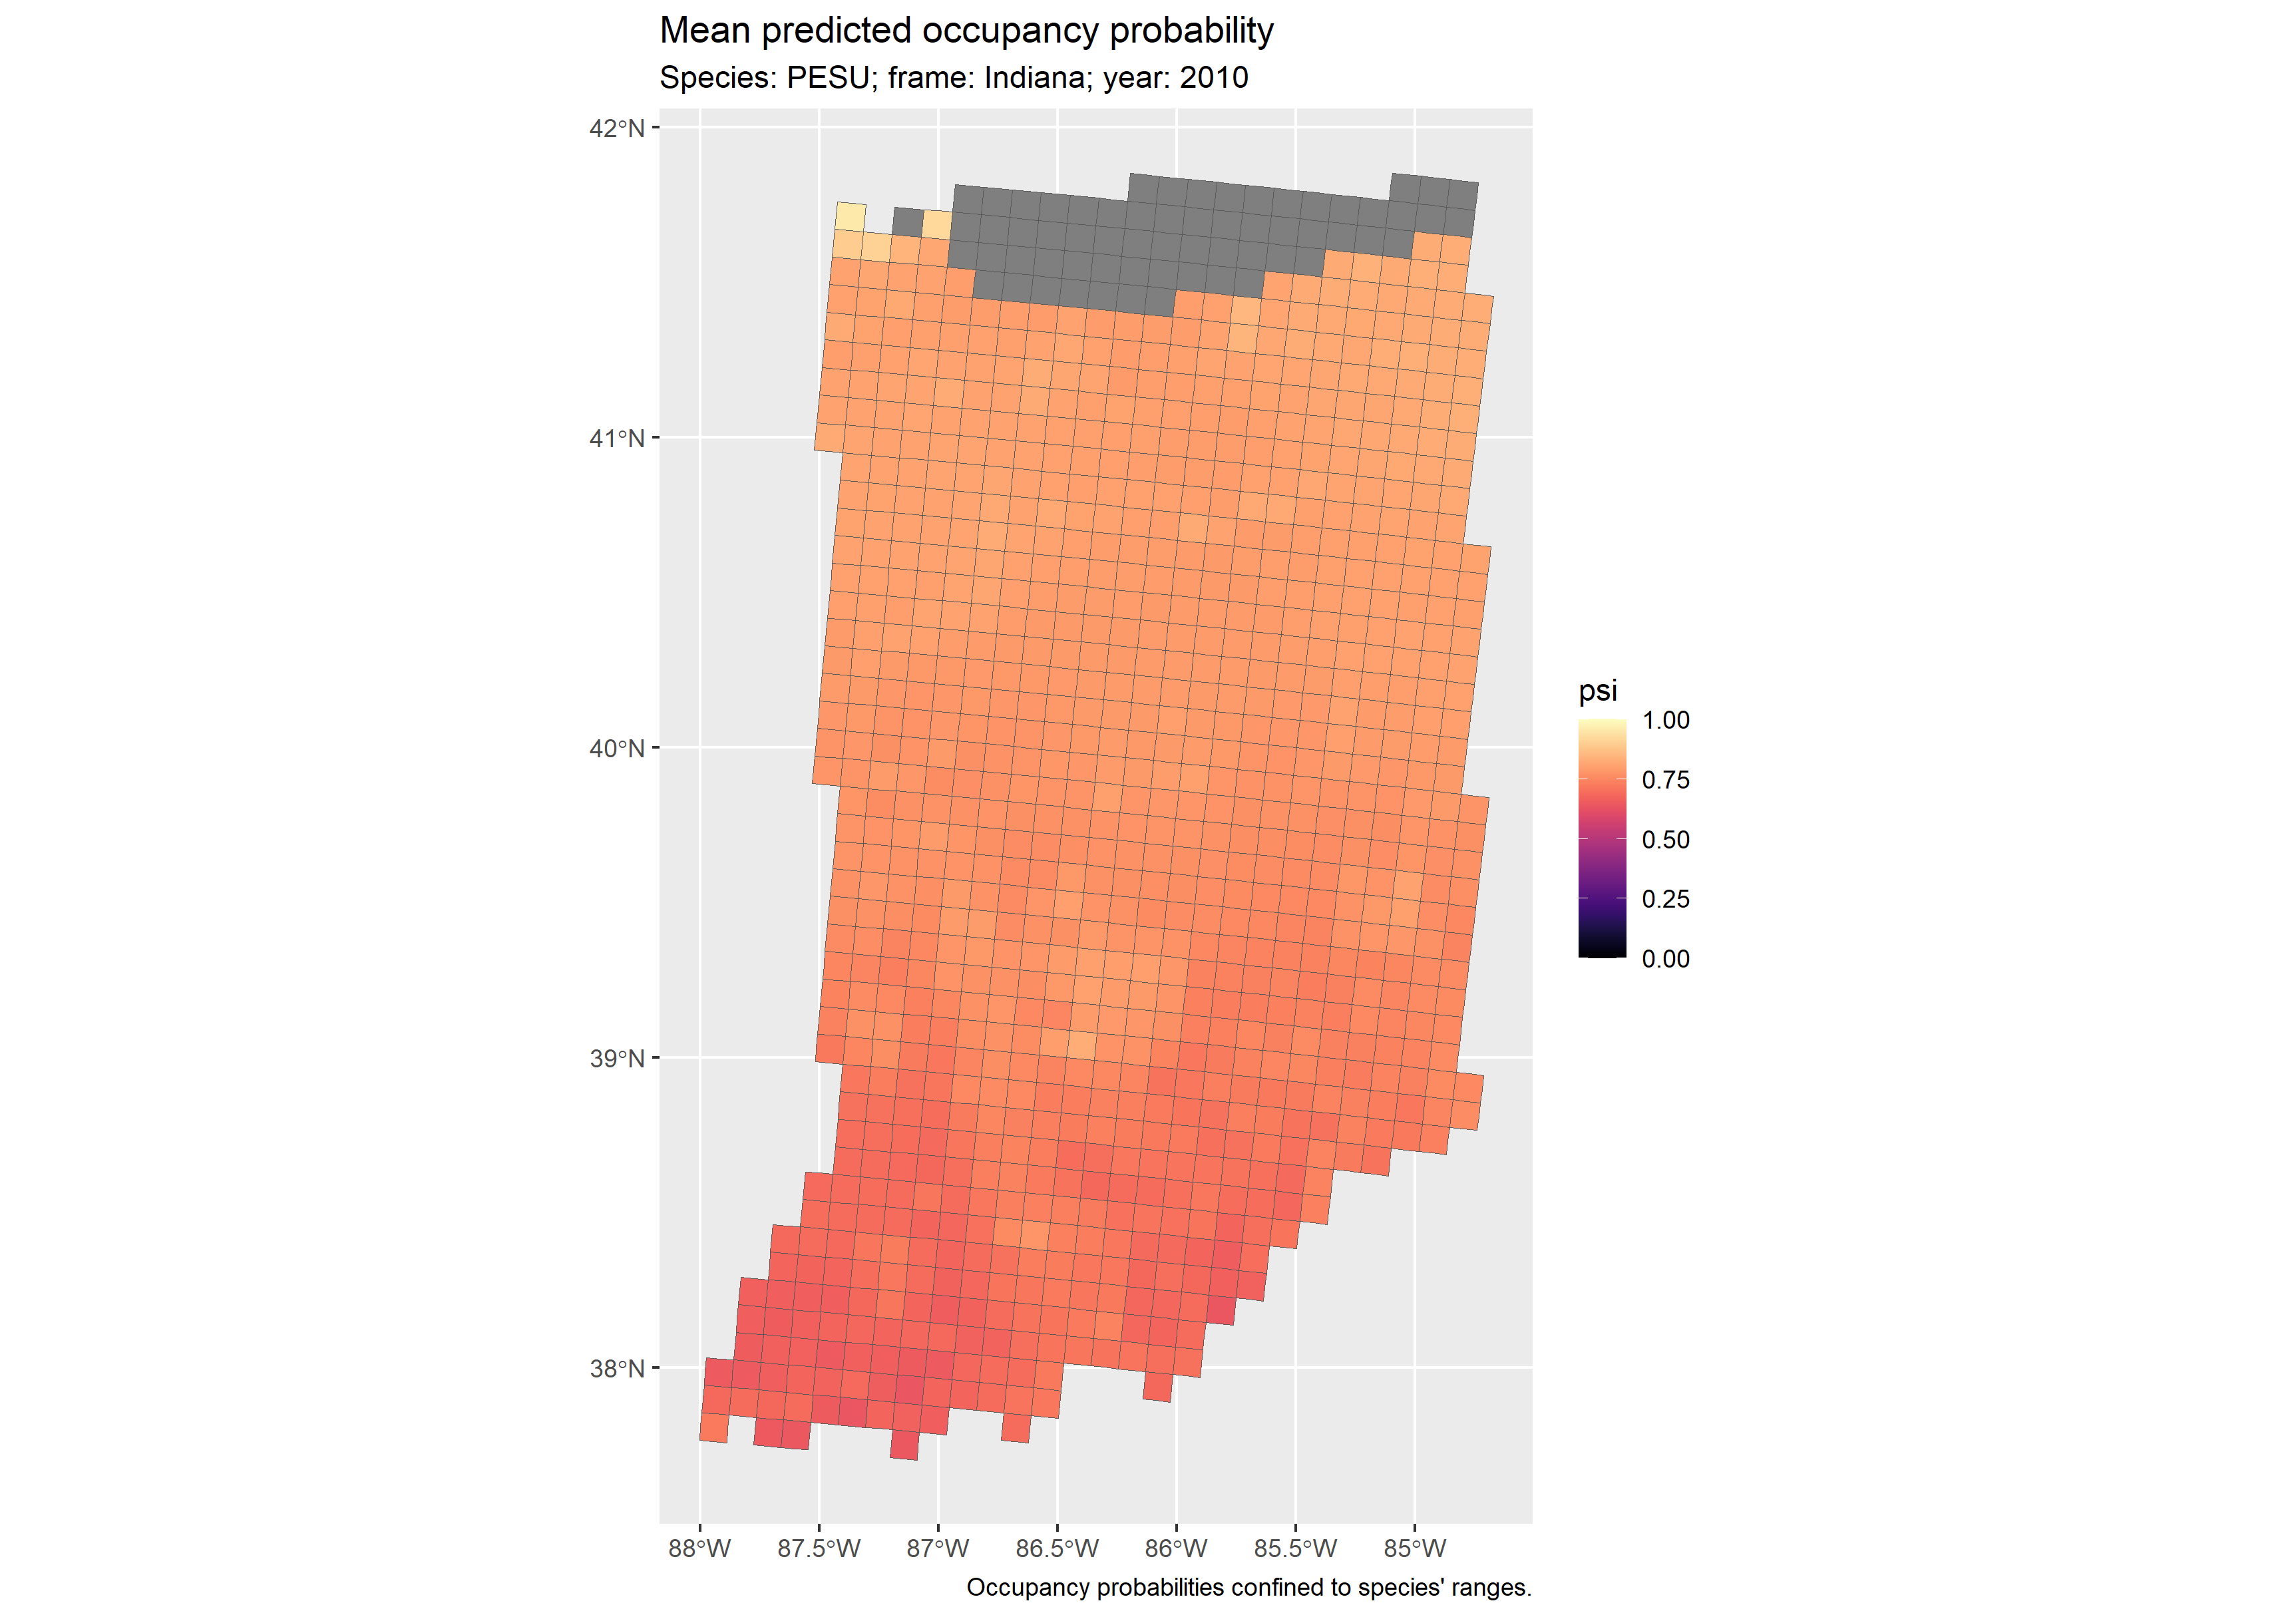 Mean predicted occupancy probability
Species: PESU; frame: Indiana; year: 2010
42°N
41°N
40°N
39°N
38°N
88°W
87.5°W
87°W
86.5°W
86°W
85.5°W
85°W
psi
1.00
0.75
0.50
0.25
0.00
Occupancy probabilities confined to species' ranges.